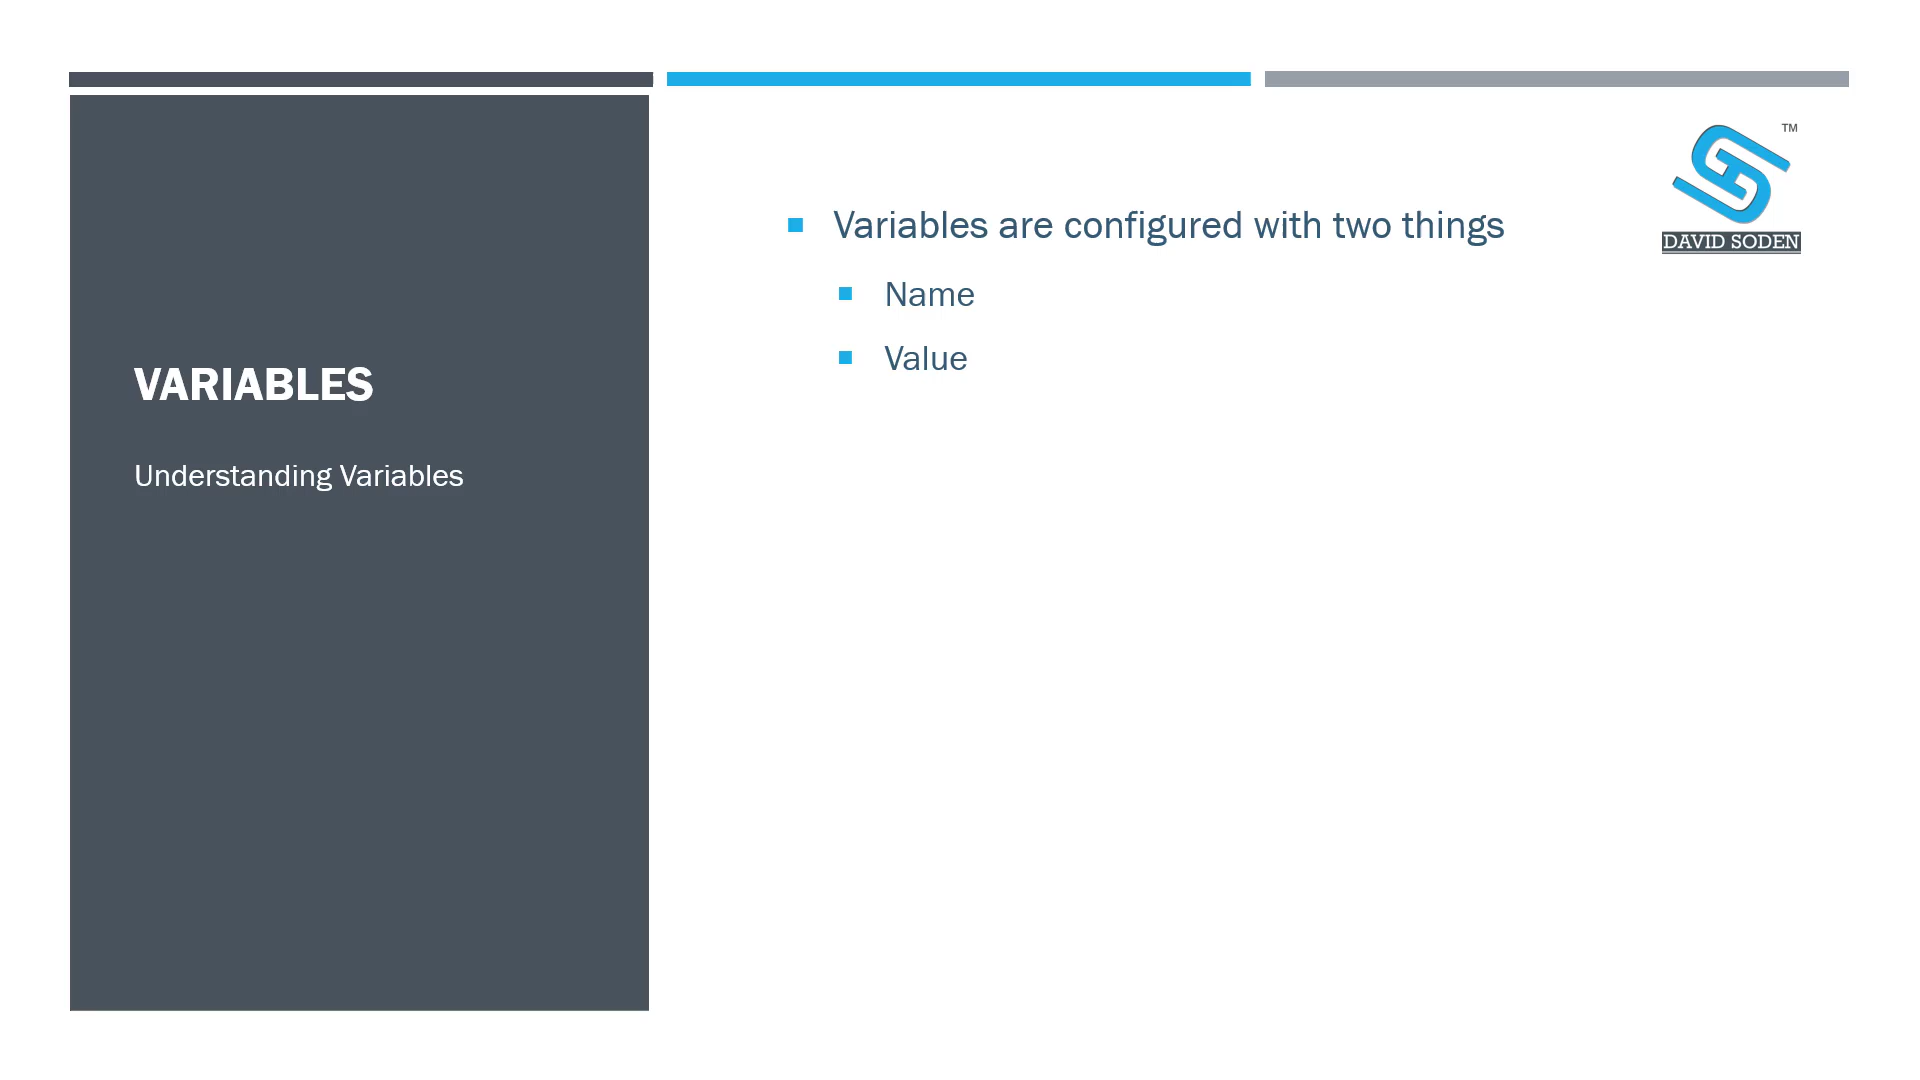 VARIABLES
Understanding Variables
Variables are configured with two things
Name
Value
TM
DAVID SODEN